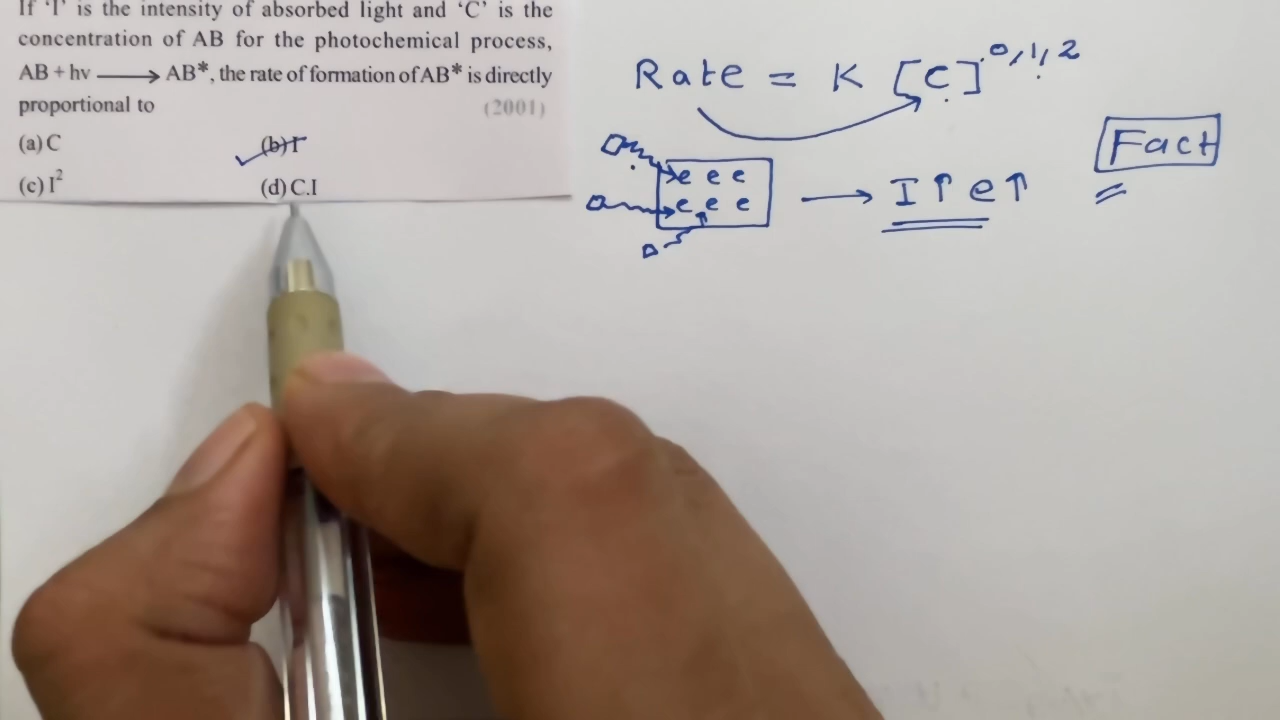 If 'I' is the intensity of absorbed light and 'C' is the
concentration of AB for the photochemical process,
AB + hv ⟶ AB*, the rate of formation of AB* is directly
proportional to (2001)
(a) C (b) I
(c) I² (d) C.I
Rate = K [C]^0,1,2
e e e
e e e
→ I↑ e↑
Fact